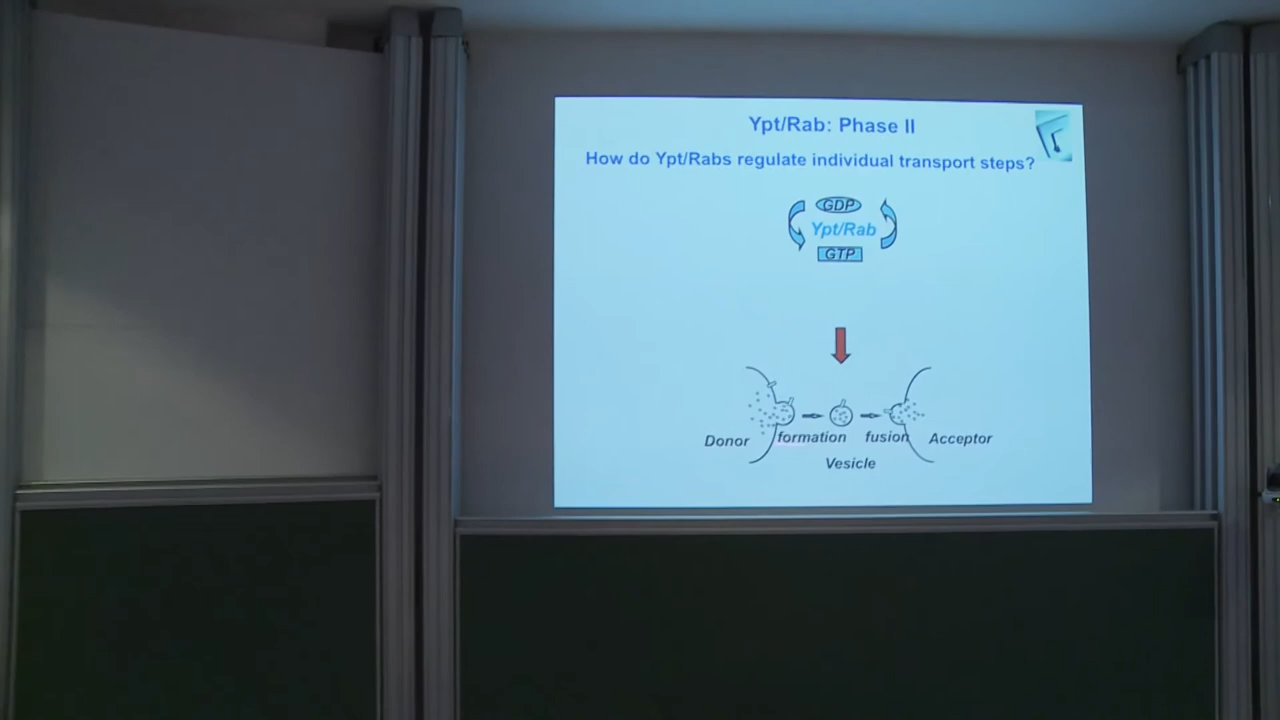 Ypt/Rab: Phase II
How do Ypt/Rabs regulate individual transport steps?
GDP
Ypt/Rab
GTP
Donor formation fusion Acceptor
Vesicle